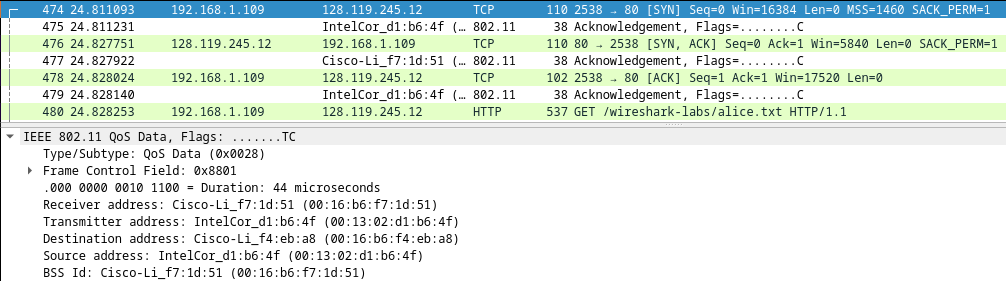 474 24.811093 192.168.1.109 128.119.245.12 TCP 110 2538 → 80 [SYN] Seq=0 Win=16384 Len=0 MSS=1460 SACK_PERM=1
475 24.811231 IntelCor_d1:b6:4f (… 802.11 38 Acknowledgement, Flags=........C
476 24.827751 128.119.245.12 192.168.1.109 TCP 110 80 → 2538 [SYN, ACK] Seq=0 Ack=1 Win=5840 Len=0 SACK_PERM=1
477 24.827922 Cisco-Li_f7:1d:51 (… 802.11 38 Acknowledgement, Flags=........C
478 24.828024 192.168.1.109 128.119.245.12 TCP 102 2538 → 80 [ACK] Seq=1 Ack=1 Win=17520 Len=0
479 24.828140 IntelCor_d1:b6:4f (… 802.11 38 Acknowledgement, Flags=........C
480 24.828253 192.168.1.109 128.119.245.12 HTTP 537 GET /wireshark-labs/alice.txt HTTP/1.1
IEEE 802.11 QoS Data, Flags: .......TC
Type/Subtype: QoS Data (0x0028)
Frame Control Field: 0x8801
.000 0000 0010 1100 = Duration: 44 microseconds
Receiver address: Cisco-Li_f7:1d:51 (00:16:b6:f7:1d:51)
Transmitter address: IntelCor_d1:b6:4f (00:13:02:d1:b6:4f)
Destination address: Cisco-Li_f4:eb:a8 (00:16:b6:f4:eb:a8)
Source address: IntelCor_d1:b6:4f (00:13:02:d1:b6:4f)
BSS Id: Cisco-Li_f7:1d:51 (00:16:b6:f7:1d:51)